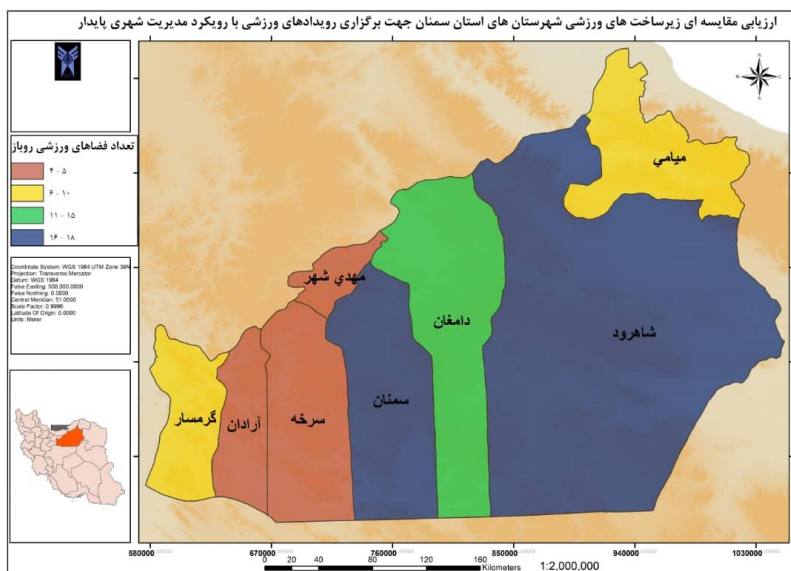 ارزیابی مقایسه ای زیرساخت های ورزشی شهرستان های استان سمنان جهت برگزاری رویدادهای ورزشی با رویکرد مدیریت شهری پایدار
تعداد فضاهای ورزشی روباز
۴ - ۵
۶ - ۱۰
۱۱ - ۱۵
۱۶ - ۱۸
Coordinate System: WGS 1984 UTM Zone 39N
Projection: Transverse Mercator
Datum: WGS 1984
False Easting: 500,000.0000
False Northing: 0.0000
Central Meridian: 51.0000
Scale Factor: 0.9996
Latitude Of Origin: 0.0000
Units: Meter
N
W
E
S
ميامي
مهدي شهر
شاهرود
دامغان
سمنان
سرخه
آرادان
گرمسار
580000
670000
760000
850000
940000
1030000
0 20 40 80 120 160
Kilometers
1:2,000,000